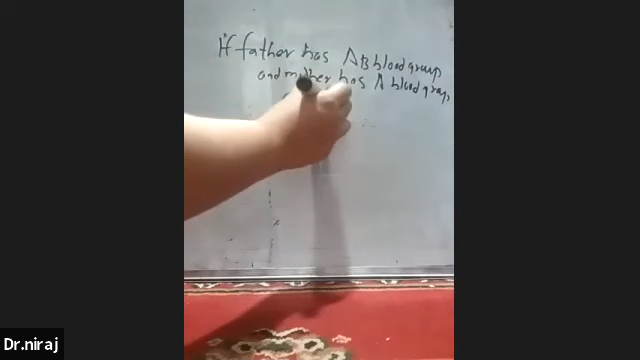 If father has AB blood group
and mother has A blood group,
Dr.niraj